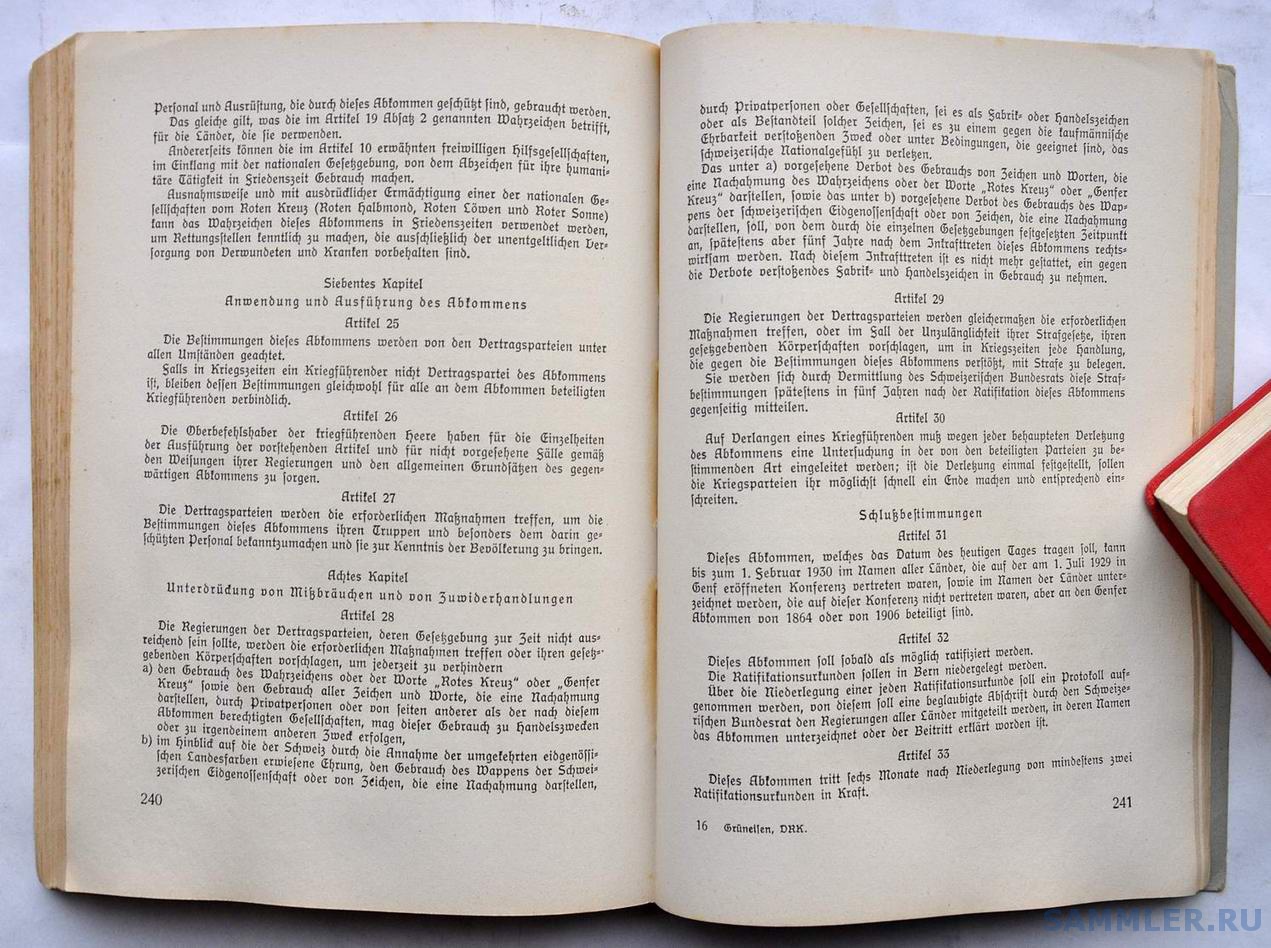 Personal und Ausrüstung, die durch dieses Abkommen geschützt sind, gebraucht werden.
Das gleiche gilt, was die im Artikel 19 Absatz 2 genannten Wahrzeichen betrifft,
für die Länder, die sie verwenden.
Andererseits können die im Artikel 10 erwähnten freiwilligen Hilfsgesellschaften,
im Einklang mit der nationalen Gesetzgebung, von dem Abzeichen für ihre humani-
täre Tätigkeit in Friedenszeit Gebrauch machen.
Ausnahmsweise und mit ausdrücklicher Ermächtigung einer der nationalen Ge-
sellschaften vom Roten Kreuz (Roten Halbmond, Roten Löwen und Roter Sonne)
kann das Wahrzeichen dieses Abkommens in Friedenszeiten verwendet werden,
um Rettungsstellen kenntlich zu machen, die ausschließlich der unentgeltlichen Ver-
sorgung von Verwundeten und Kranken vorbehalten sind.
Siebentes Kapitel
Anwendung und Ausführung des Abkommens
Artikel 25
Die Bestimmungen dieses Abkommens werden von den Vertragsparteien unter
allen Umständen geachtet.
Falls in Kriegszeiten ein Kriegführender nicht Vertragspartei des Abkommens
ist, bleiben dessen Bestimmungen gleichwohl für alle an dem Abkommen beteiligten
Kriegführenden verbindlich.
Artikel 26
Die Oberbefehlshaber der kriegführenden Heere haben für die Einzelheiten
der Ausführung der vorstehenden Artikel und für nicht vorgesehene Fälle gemäß
den Weisungen ihrer Regierungen und den allgemeinen Grundsätzen des gegen-
wärtigen Abkommens zu sorgen.
Artikel 27
Die Vertragsparteien werden die erforderlichen Maßnahmen treffen, um die
Bestimmungen dieses Abkommens ihren Truppen und besonders dem darin ge-
schützten Personal bekanntzumachen und sie zur Kenntnis der Bevölkerung zu bringen.
Achtes Kapitel
Unterdrückung von Mißbräuchen und von Zuwiderhandlungen
Artikel 28
Die Regierungen der Vertragsparteien, deren Gesetzgebung zur Zeit nicht aus-
reichend sein sollte, werden die erforderlichen Maßnahmen treffen oder ihren gesetz-
gebenden Körperschaften vorschlagen, um jederzeit zu verhindern
a) den Gebrauch des Wahrzeichens oder der Worte „Rotes Kreuz" oder „Genfer
Kreuz" sowie den Gebrauch aller Zeichen und Worte, die eine Nachahmung
darstellen, durch Privatpersonen oder von seiten anderer als der nach diesem
Abkommen berechtigten Gesellschaften, mag dieser Gebrauch zu Handelszwecken
oder zu irgendeinem anderen Zweck erfolgen,
b) im Hinblick auf die der Schweiz durch die Annahme der umgekehrten eidgenössi-
schen Landesfarben erwiesene Ehrung, den Gebrauch des Wappens der Schwei-
zerischen Eidgenossenschaft oder von Zeichen, die eine Nachahmung darstellen,
240
durch Privatpersonen oder Gesellschaften, sei es als Fabrik- oder Handelszeichen
oder als Bestandteil solcher Zeichen, sei es zu einem gegen die kaufmännische
Ehrbarkeit verstoßenden Zweck oder unter Bedingungen, die geeignet sind, das
schweizerische Nationalgefühl zu verletzen.
Das unter a) vorgesehene Verbot des Gebrauchs von Zeichen und Worten, die
eine Nachahmung des Wahrzeichens oder der Worte „Rotes Kreuz" oder „Genfer
Kreuz" darstellen, sowie das unter b) vorgesehene Verbot des Gebrauchs des Wap-
pens der schweizerischen Eidgenossenschaft oder von Zeichen, die eine Nachahmung
darstellen, soll, von dem durch die einzelnen Gesetzgebungen festgesetzten Zeitpunkt
an, spätestens aber fünf Jahre nach dem Inkrafttreten dieses Abkommens rechts-
wirksam werden. Nach diesem Inkrafttreten ist es nicht mehr gestattet, ein gegen
die Verbote verstoßendes Fabrik- und Handelszeichen in Gebrauch zu nehmen.
Artikel 29
Die Regierungen der Vertragsparteien werden gleichermaßen die erforderlichen
Maßnahmen treffen, oder im Fall der Unzulänglichkeit ihrer Strafgesetze, ihren
gesetzgebenden Körperschaften vorschlagen, um in Kriegszeiten jede Handlung,
die gegen die Bestimmungen dieses Abkommens verstößt, mit Strafe zu belegen.
Sie werden sich durch Vermittlung des Schweizerischen Bundesrats diese Straf-
bestimmungen spätestens in fünf Jahren nach der Ratifikation dieses Abkommens
gegenseitig mitteilen.
Artikel 30
Auf Verlangen eines Kriegführenden muß wegen jeder behaupteten Verletzung
des Abkommens eine Untersuchung in der von den beteiligten Parteien zu be-
stimmenden Art eingeleitet werden; ist die Verletzung einmal festgestellt, sollen
die Kriegsparteien ihr möglichst schnell ein Ende machen und entsprechend ein-
schreiten.
Schlußbestimmungen
Artikel 31
Dieses Abkommen, welches das Datum des heutigen Tages tragen soll, kann
bis zum 1. Februar 1930 im Namen aller Länder, die auf der am 1. Juli 1929 in
Genf eröffneten Konferenz vertreten waren, sowie im Namen der Länder unter-
zeichnet werden, die auf dieser Konferenz nicht vertreten waren, aber an den Genfer
Abkommen von 1864 oder von 1906 beteiligt sind.
Artikel 32
Dieses Abkommen soll sobald als möglich ratifiziert werden.
Die Ratifikationsurkunden sollen in Bern niedergelegt werden.
Über die Niederlegung einer jeden Ratifikationsurkunde soll ein Protokoll auf-
genommen werden, von diesem soll eine beglaubigte Abschrift durch den Schweize-
rischen Bundesrat den Regierungen aller Länder mitgeteilt werden, in deren Namen
das Abkommen unterzeichnet oder der Beitritt erklärt worden ist.
Artikel 33
Dieses Abkommen tritt sechs Monate nach Niederlegung von mindestens zwei
Ratifikationsurkunden in Kraft.
241
16 Grüneisen, DRK.
SAMMLER.RU